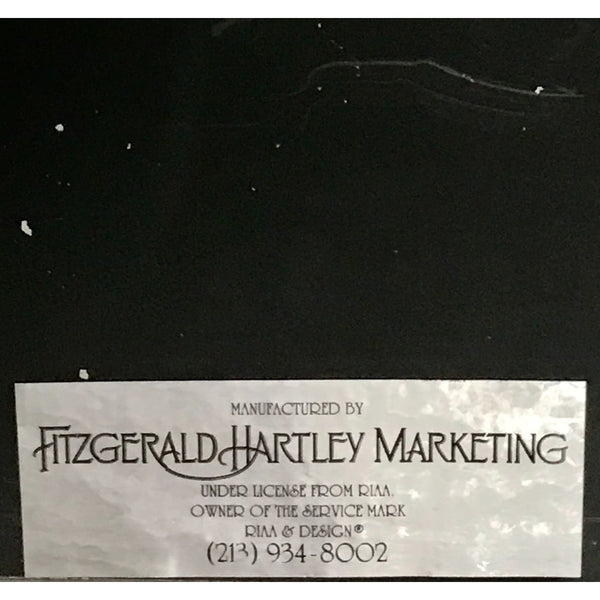 MANUFACTURED BY
FITZGERALD HARTLEY MARKETING
UNDER LICENSE FROM RIAA,
OWNER OF THE SERVICE MARK
RIAA & DESIGN®
(213) 934-8002